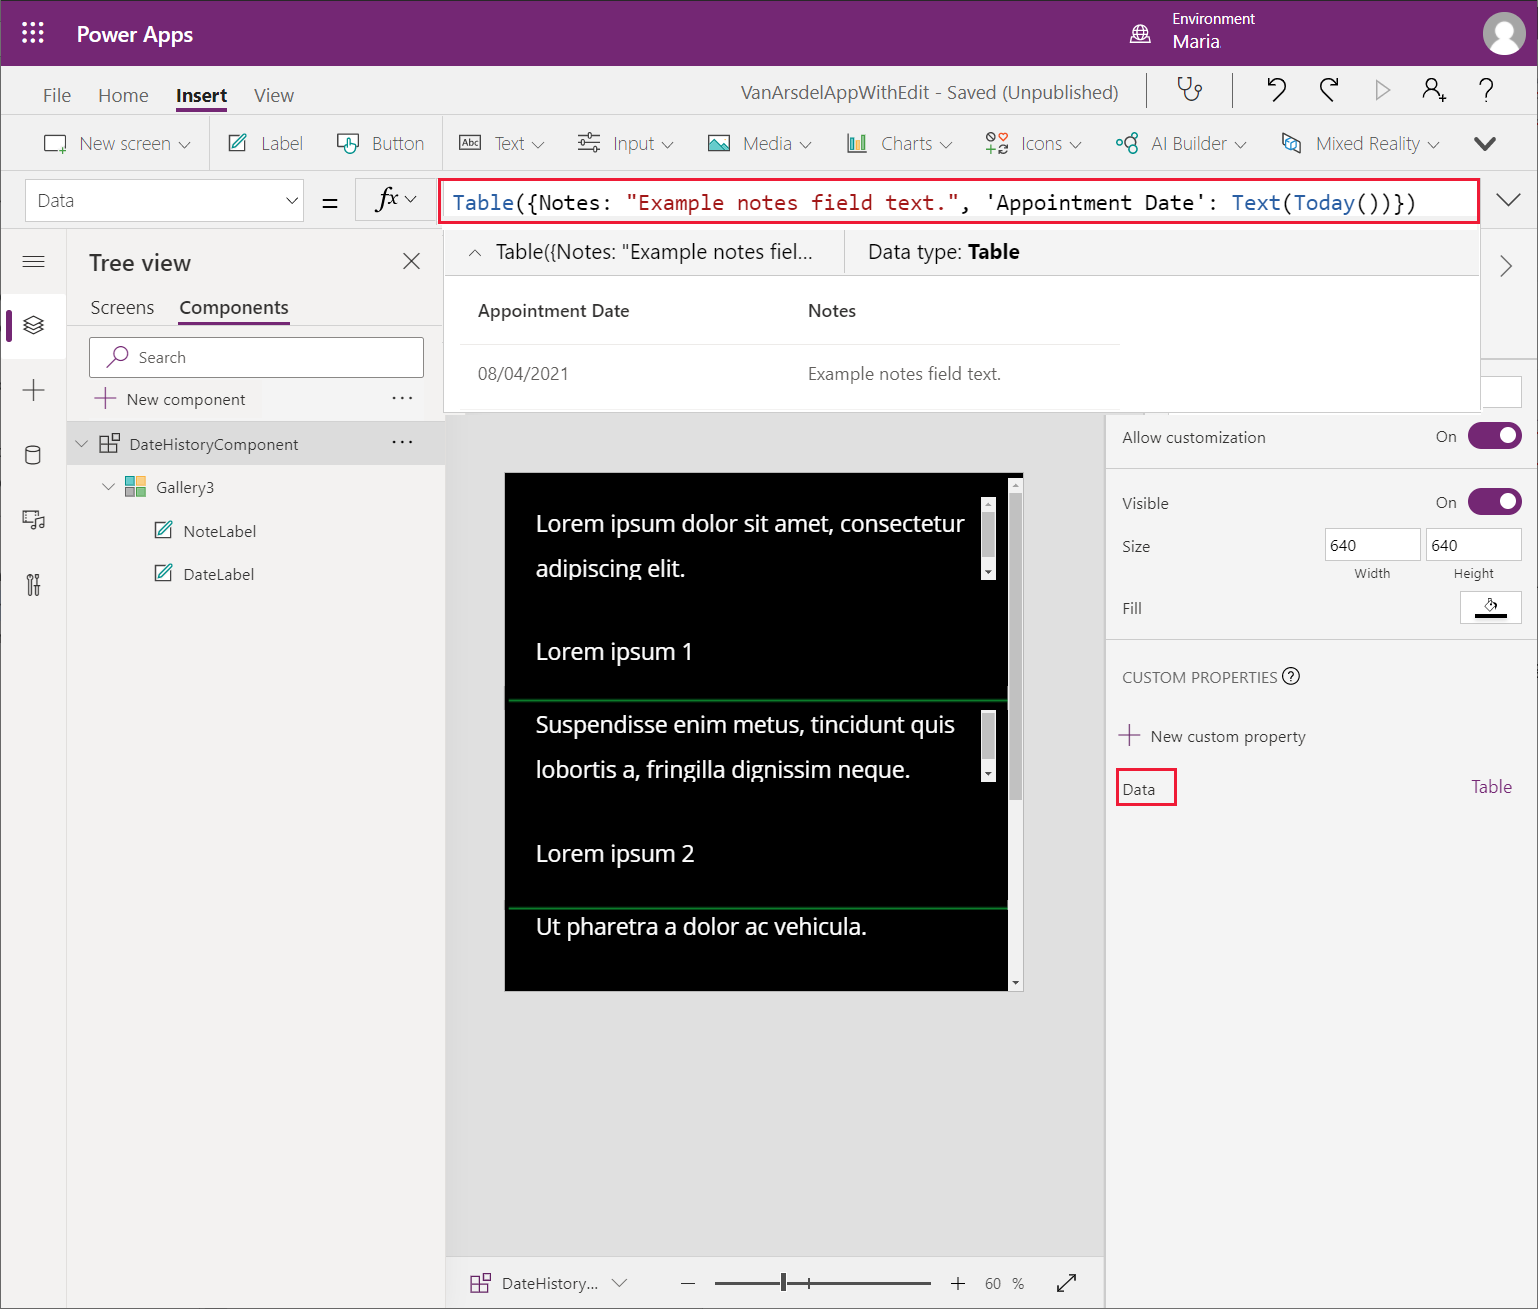 Power Apps
Environment
Maria
File Home Insert View
VanArsdelAppWithEdit - Saved (Unpublished)
New screen Label Button Text Input Media Charts Icons AI Builder Mixed Reality
Abc
Data = fx Table({Notes: "Example notes field text.", 'Appointment Date': Text(Today())})
Table({Notes: "Example notes fiel... Data type: Table
Appointment Date Notes
08/04/2021 Example notes field text.
Tree view
Screens Components
Search
New component ...
DateHistoryComponent ...
Gallery3
NoteLabel
DateLabel
Lorem ipsum dolor sit amet, consectetur
adipiscing elit.
Lorem ipsum 1
Suspendisse enim metus, tincidunt quis
lobortis a, fringilla dignissim neque.
Lorem ipsum 2
Ut pharetra a dolor ac vehicula.
Allow customization On
Visible On
Size 640 640
Width Height
Fill
CUSTOM PROPERTIES ?
New custom property
Data Table
DateHistory... 60 %